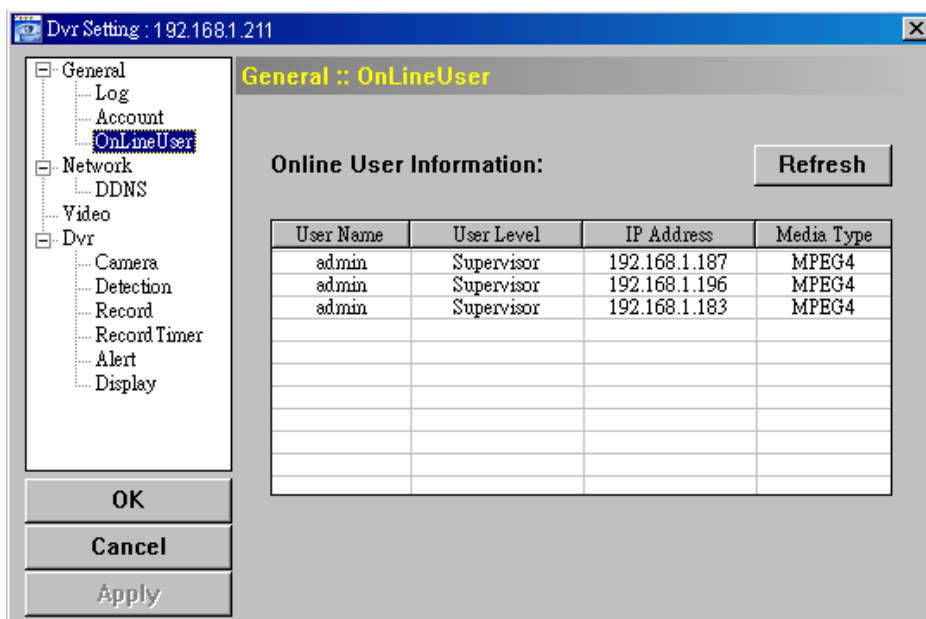 Dvr Setting : 192.168.1.211
General
Log
Account
OnLineUser
Network
DDNS
Video
Dvr
Camera
Detection
Record
Record Timer
Alert
Display
OK
Cancel
Apply
General :: OnLineUser
Online User Information:
Refresh
User Name User Level IP Address Media Type
admin Supervisor 192.168.1.187 MPEG4
admin Supervisor 192.168.1.196 MPEG4
admin Supervisor 192.168.1.183 MPEG4